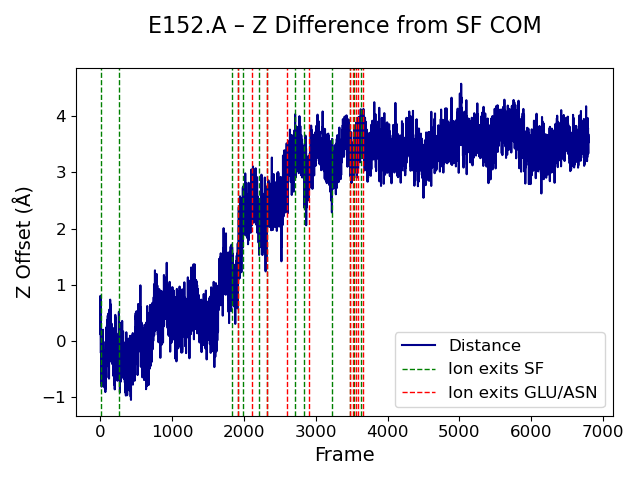 E152.A – Z Difference from SF COM
Z Offset (Å)
4
3
2
1
0
−1
Distance
Ion exits SF
Ion exits GLU/ASN
0 1000 2000 3000 4000 5000 6000 7000
Frame